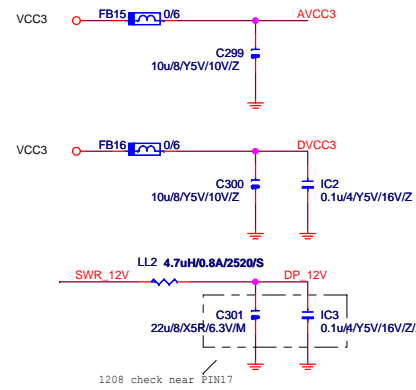 VCC3 FB15 0/6 AVCC3
C299
10u/8/Y5V/10V/Z
VCC3 FB16 0/6 DVCC3
C300 IC2
10u/8/Y5V/10V/Z 0.1u/4/Y5V/16V/Z
LL2 4.7uH/0.8A/2520/S
SWR_12V DP_12V
C301 IC3
22u/8/X5R/6.3V/M 0.1u/4/Y5V/16V/Z/
1208 check near PIN17